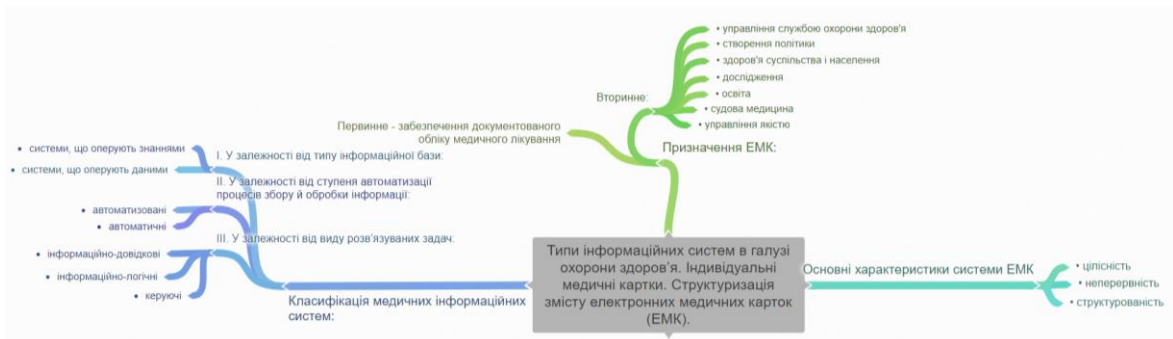 • управління службою охорони здоров'я
• створення політики
• здоров'я суспільства і населення
• дослідження
• освіта
• судова медицина
• управління якістю
Вторинне:
Первинне - забезпечення документованого
обліку медичного лікування
Призначення ЕМК:
• системи, що оперують знаннями
• системи, що оперують даними
І. У залежності від типу інформаційної бази:
ІІ. У залежності від ступеня автоматизації
процесів збору й обробки інформації:
• автоматизовані
• автоматичні
ІІІ. У залежності від виду розв'язуваних задач:
• інформаційно-довідкові
• інформаційно-логічні
• керуючі
Класифікація медичних інформаційних
систем:
Типи інформаційних систем в галузі
охорони здоров'я. Індивідуальні
медичні картки. Структуризація
змісту електронних медичних карток
(ЕМК).
Основні характеристики системи ЕМК
• цілісність
• неперервність
• структурованість